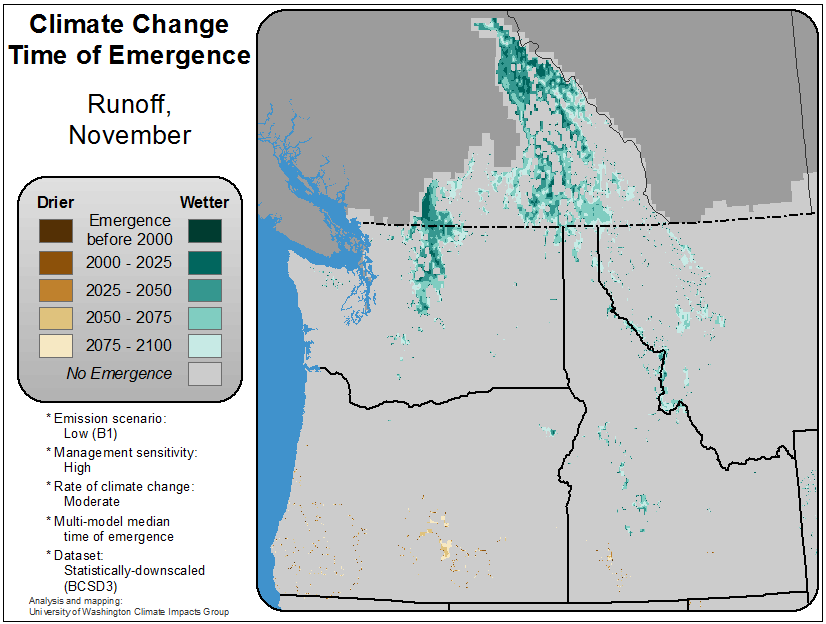 Climate Change
Time of Emergence
Runoff,
November
Drier
Wetter
Emergence
before 2000
2000 - 2025
2025 - 2050
2050 - 2075
2075 - 2100
No Emergence
* Emission scenario:
Low (B1)
* Management sensitivity:
High
* Rate of climate change:
Moderate
* Multi-model median
time of emergence
* Dataset:
Statistically-downscaled
(BCSD3)
Analysis and mapping:
University of Washington Climate Impacts Group